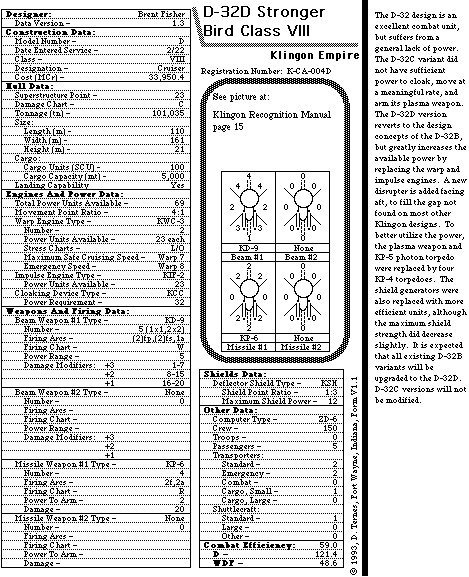 Designer: Brent Fisher
Data Version - 1.3
Construction Data:
Model Number - D
Date Entered Service - 2/22
Class - VIII
Designation - Cruiser
Cost (MCr) - 33,950.4
Hull Data:
Superstructure Point - 23
Damage Chart - C
Tonnage (tn) - 101,035
Size:
Length (m) - 110
Width (m) - 161
Height (m) - 21
Cargo:
Cargo Units (SCU) - 100
Cargo Capacity (mt) - 5,000
Landing Capability Yes
Engines And Power Data:
Total Power Units Available - 69
Movement Point Ratio - 4:1
Warp Engine Type - KWC-3
Number - 2
Power Units Available - 23 each
Stress Charts - L/O
Maximum Safe Cruising Speed - Warp 7
Emergency Speed - Warp 8
Impulse Engine Type - KIF-2
Power Units Available - 23
Cloaking Device Type - KCC
Power Requirement - 32
Weapons And Firing Data:
Beam Weapon #1 Type - KD-9
Number - 5 (1x1,2x2)
Firing Arcs - (2)f/p,(2)f/s,1a
Firing Chart - W
Power Range - 5
Damage Modifiers: +3 1-7
+2 8-15
+1 16-20
Beam Weapon #2 Type - None
Number - 0
Firing Arcs -
Firing Chart -
Power Range -
Damage Modifiers: +3
+2
+1
Missile Weapon #1 Type - KP-6
Number - 4
Firing Arcs - 2f,2a
Firing Chart - R
Power To Arm - 2
Damage - 20
Missile Weapon #2 Type - None
Number - 0
Firing Arcs -
Firing Chart -
Power To Arm -
Damage -
D-32D Stronger
Bird Class VIII
Klingon Empire
Registration Number: K-CA-004D
See picture at:
Klingon Recognition Manual
page 15
KD-9 None
Beam #1 Beam #2
KP-6 None
Missile #1 Missile #2
Shields Data:
Deflector Shield Type - KSK
Shield Point Ratio - 1:3
Maximum Shield Power - 12
Other Data:
Computer Type - ZD-6
Crew - 150
Troops - 0
Passengers - 5
Transporters:
Standard - 2
Emergency - 2
Combat - 0
Cargo, Small - 1
Cargo, Large - 0
Shuttlecraft:
Standard - 1
Large - 0
Other - 0
Combat Efficiency: 59.0
D - 121.4
WDF - 48.6
© 1993, D. Ternes, Fort Wayne, Indiana, Form V1.1
The D-32 design is an
excellent combat unit,
but suffers from a
general lack of power.
The D-32C variant did
not have sufficient
power to cloak, move at
a meaningful rate, and
arm its plasma weapon.
The D-32D version
reverts to the design
concepts of the D-32B,
but greatly increases the
available power by
replacing the warp and
impulse engines. A new
disrupter is added facing
aft, to fill the gap not
found on most other
Klingon designs. To
better utilize the power,
the plasma weapon and
KP-5 photon torpedo
were replaced by four
KP-4 torpedoes. The
shield generators were
also replaced with more
efficient units, although
the maximum shield
strength did decrease
slightly. It is expected
that all existing D-32B
variants will be
upgraded to the D-32D.
D-32C versions will not
be modified.